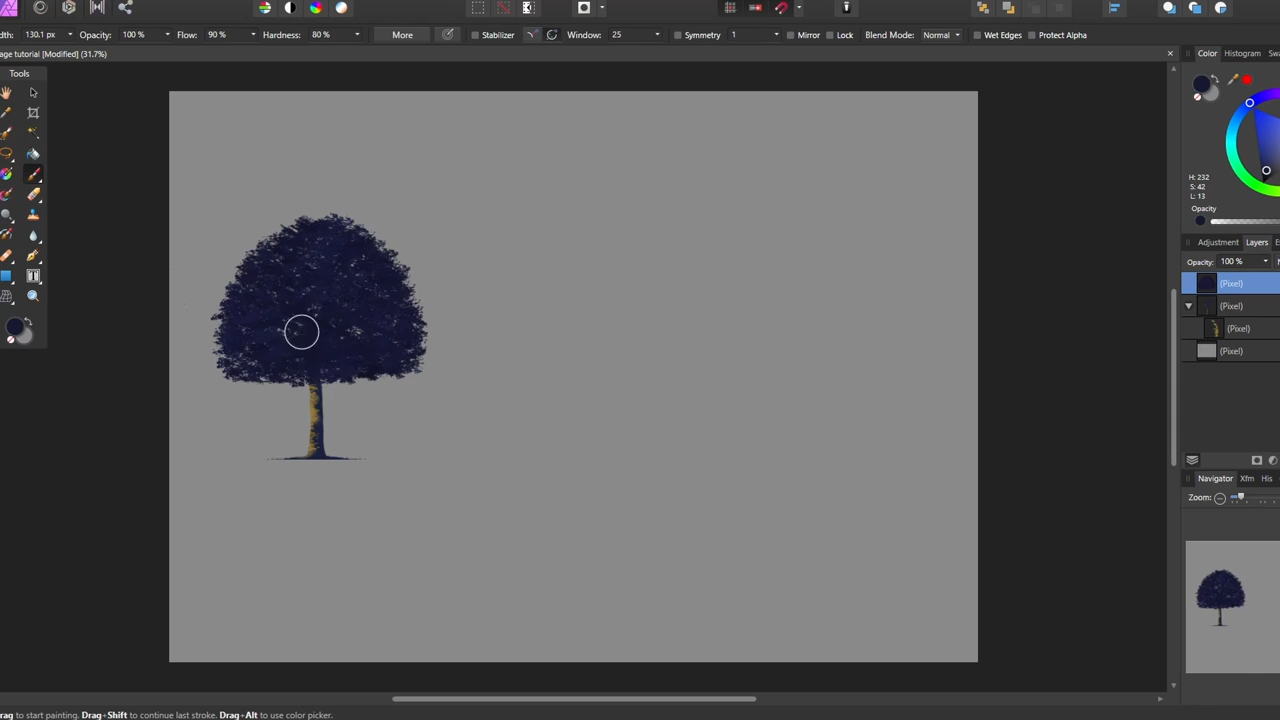 dth: 130.1 px Opacity: 100 % Flow: 90 % Hardness: 80 % More Stabilizer Window: 25 Symmetry 1 Mirror Lock Blend Mode: Normal Wet Edges Protect Alpha
age tutorial [Modified] (31.7%)
Color Histogram Swa
Tools
H: 232
S: 42
L: 13
Opacity
Adjustment Layers E
Opacity: 100 %
(Pixel)
(Pixel)
(Pixel)
(Pixel)
Navigator Xfm His
Zoom:
rag to start painting. Drag+Shift to continue last stroke. Drag+Alt to use color picker.